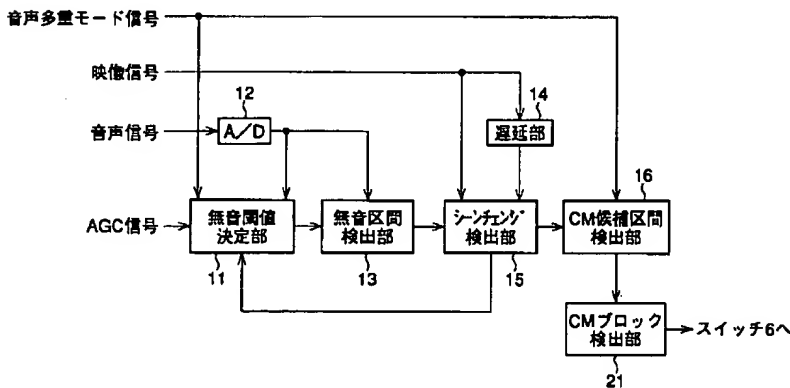 音声多重モード信号
映像信号
12
14
音声信号
A/D
遅延部
16
AGC信号
無音閾値
決定部
無音区間
検出部
シーンチェンジ
検出部
CM候補区間
検出部
11
13
15
CMブロック
検出部
スイッチ6へ
21